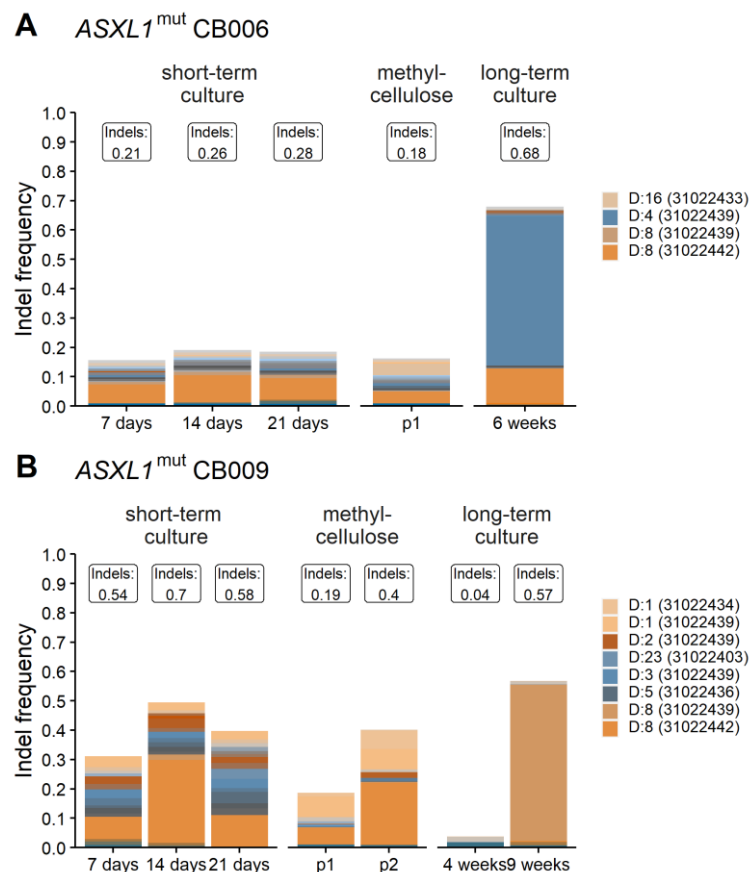 A ASXL1mut CB006
short-term culture
methyl-cellulose
long-term culture
Indel frequency
1.0
0.9
0.8
0.7
0.6
0.5
0.4
0.3
0.2
0.1
0.0
Indels: 0.21
Indels: 0.26
Indels: 0.28
Indels: 0.18
Indels: 0.68
7 days 14 days 21 days p1 6 weeks
D:16 (31022433)
D:4 (31022439)
D:8 (31022439)
D:8 (31022442)
B ASXL1mut CB009
short-term culture
methyl-cellulose
long-term culture
Indel frequency
1.0
0.9
0.8
0.7
0.6
0.5
0.4
0.3
0.2
0.1
0.0
Indels: 0.54
Indels: 0.7
Indels: 0.58
Indels: 0.19
Indels: 0.4
Indels: 0.04
Indels: 0.57
7 days 14 days 21 days p1 p2 4 weeks 9 weeks
D:1 (31022434)
D:1 (31022439)
D:2 (31022439)
D:23 (31022403)
D:3 (31022439)
D:5 (31022436)
D:8 (31022439)
D:8 (31022442)